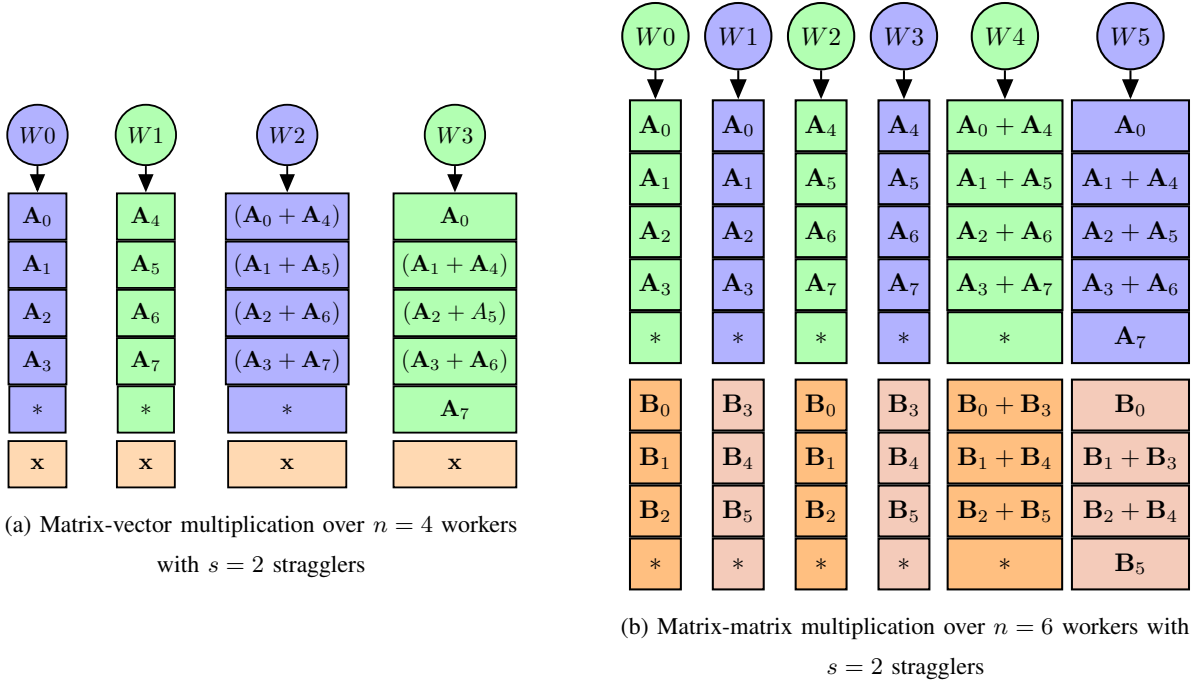 W0 W1 W2 W3
A₀ A₄ (A₀ + A₄) A₀
A₁ A₅ (A₁ + A₅) (A₁ + A₄)
A₂ A₆ (A₂ + A₆) (A₂ + A₅)
A₃ A₇ (A₃ + A₇) (A₃ + A₆)
* * * A₇
x x x x
(a) Matrix-vector multiplication over n = 4 workers
with s = 2 stragglers
W0 W1 W2 W3 W4 W5
A₀ A₀ A₄ A₄ A₀ + A₄ A₀
A₁ A₁ A₅ A₅ A₁ + A₅ A₁ + A₄
A₂ A₂ A₆ A₆ A₂ + A₆ A₂ + A₅
A₃ A₃ A₇ A₇ A₃ + A₇ A₃ + A₆
* * * * * A₇
B₀ B₃ B₀ B₃ B₀ + B₃ B₀
B₁ B₄ B₁ B₄ B₁ + B₄ B₁ + B₃
B₂ B₅ B₂ B₅ B₂ + B₅ B₂ + B₄
* * * * * B₅
(b) Matrix-matrix multiplication over n = 6 workers with
s = 2 stragglers